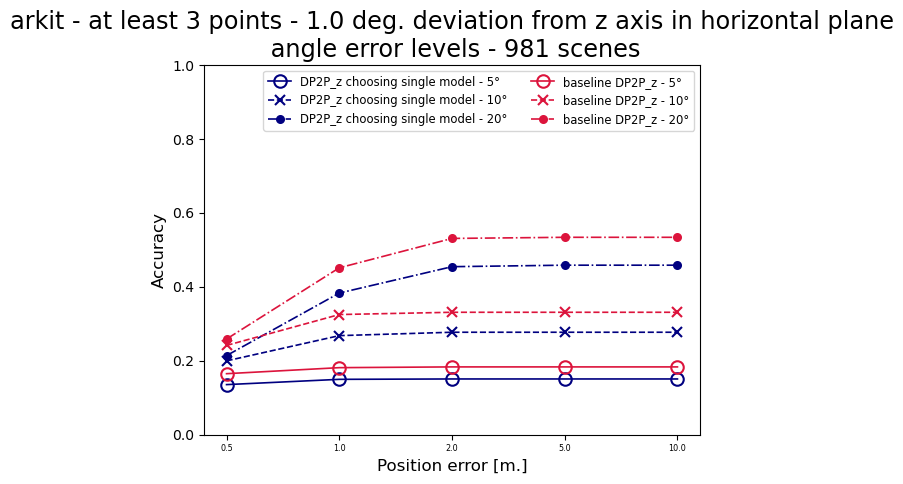 arkit - at least 3 points - 1.0 deg. deviation from z axis in horizontal plane
angle error levels - 981 scenes
DP2P_z choosing single model - 5°
DP2P_z choosing single model - 10°
DP2P_z choosing single model - 20°
baseline DP2P_z - 5°
baseline DP2P_z - 10°
baseline DP2P_z - 20°
Accuracy
1.0
0.8
0.6
0.4
0.2
0.0
0.5 1.0 2.0 5.0 10.0
Position error [m.]